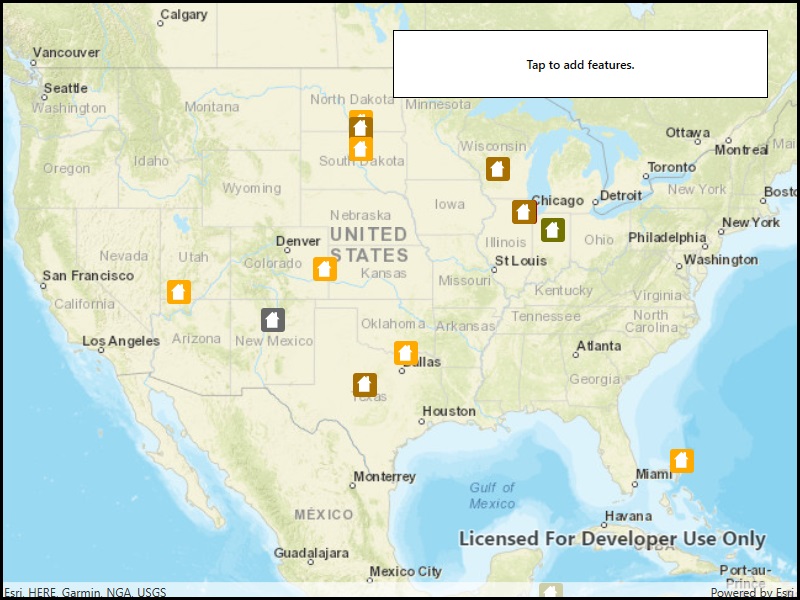 Calgary
Vancouver
Seattle
Washington
Montana
North Dakota
Minnesota
Tap to add features.
Ottawa
Montreal
Mai
Toronto
Wisconsin
South Dakota
Oregon
Idaho
Wyoming
Iowa
Chicago
Detroit
New York
Bost
Nebraska
UNITED
STATES
Denver
Illinois
Ohio
Philadelphia
New York
Nevada
Utah
Colorado
Kansas
St Louis
Washington
San Francisco
California
Missouri
Kentucky
Virginia
Los Angeles
Arizona
New Mexico
Oklahoma
Arkansas
Tennessee
North
Carolina
Dallas
Atlanta
Georgia
Texas
Houston
Monterrey
Miami
Gulf of
Mexico
MÉXICO
Havana
Licensed For Developer Use Only
CUBA
Guadalajara
Mexico City
Port-au-
Prince
Esri, HERE, Garmin, NGA, USGS
Powered by Esri